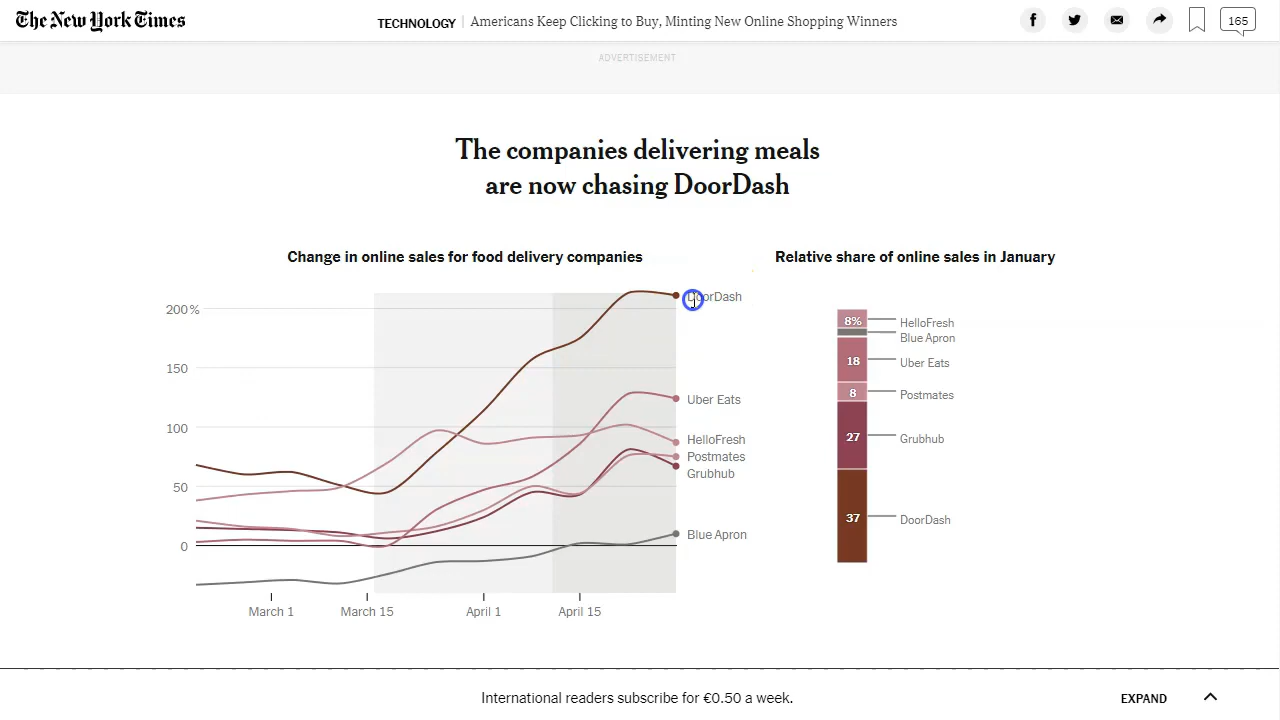 The New York Times
TECHNOLOGY | Americans Keep Clicking to Buy, Minting New Online Shopping Winners
165
ADVERTISEMENT
The companies delivering meals
are now chasing DoorDash
Change in online sales for food delivery companies
200%
150
100
50
0
March 1
March 15
April 1
April 15
DoorDash
Uber Eats
HelloFresh
Postmates
Grubhub
Blue Apron
Relative share of online sales in January
8% HelloFresh
Blue Apron
18 Uber Eats
8 Postmates
27 Grubhub
37 DoorDash
International readers subscribe for €0.50 a week.
EXPAND